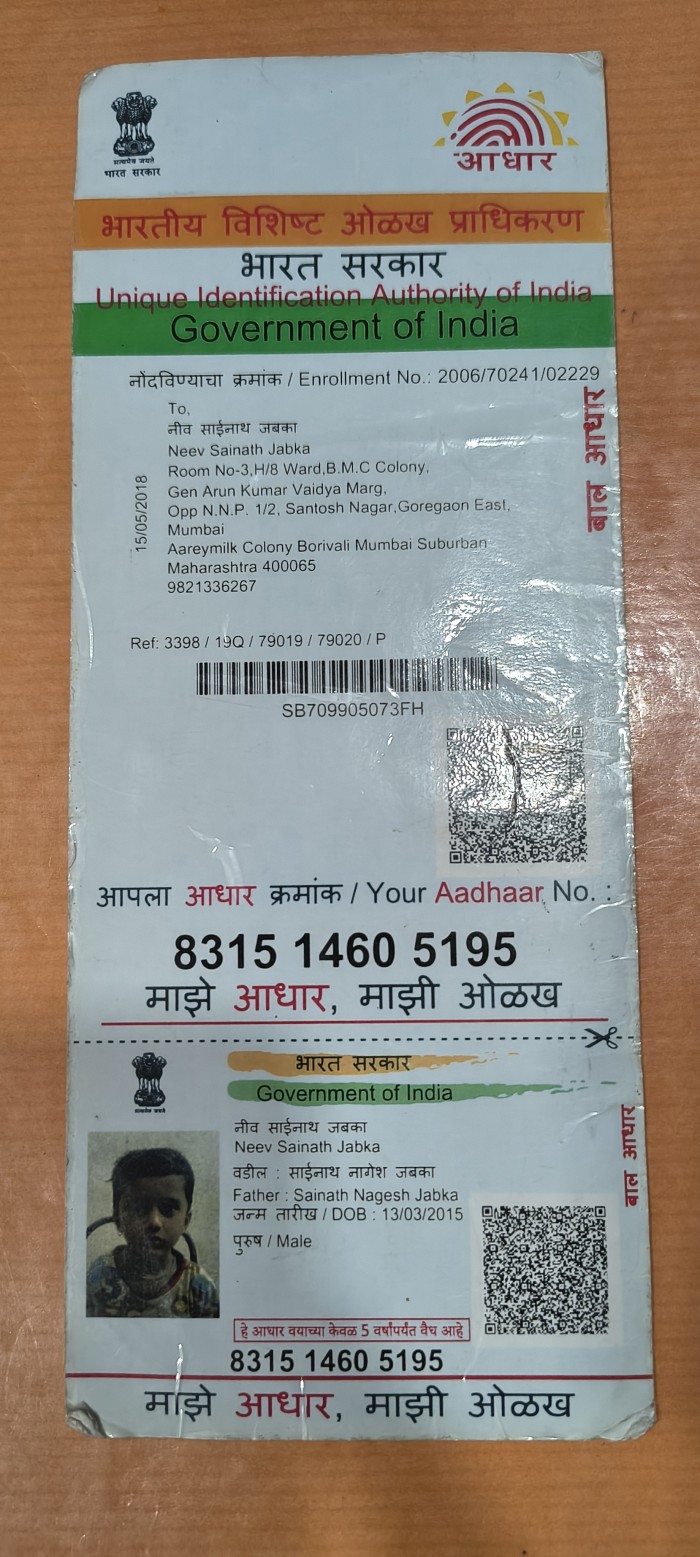 सत्यमेव जयते
भारत सरकार
आधार
भारतीय विशिष्ट ओळख प्राधिकरण
भारत सरकार
Unique Identification Authority of India
Government of India
नोंदविण्याचा क्रमांक / Enrollment No.: 2006/70241/02229
To,
नीव साईनाथ जबका
Neev Sainath Jabka
Room No-3,H/8 Ward,B.M.C Colony,
Gen Arun Kumar Vaidya Marg,
Opp N.N.P. 1/2, Santosh Nagar,Goregaon East,
Mumbai
Aareymilk Colony Borivali Mumbai Suburban
Maharashtra 400065
9821336267
15/05/2018
बाल आधार
Ref: 3398 / 19Q / 79019 / 79020 / P
SB709905073FH
आपला आधार क्रमांक / Your Aadhaar No. :
8315 1460 5195
माझे आधार, माझी ओळख
भारत सरकार
Government of India
सत्यमेव जयते
नीव साईनाथ जबका
Neev Sainath Jabka
वडील : साईनाथ नागेश जबका
Father : Sainath Nagesh Jabka
जन्म तारीख / DOB : 13/03/2015
पुरुष / Male
बाल आधार
हे आधार वयाच्या केवळ 5 वर्षांपर्यंत वैध आहे
8315 1460 5195
माझे आधार, माझी ओळख